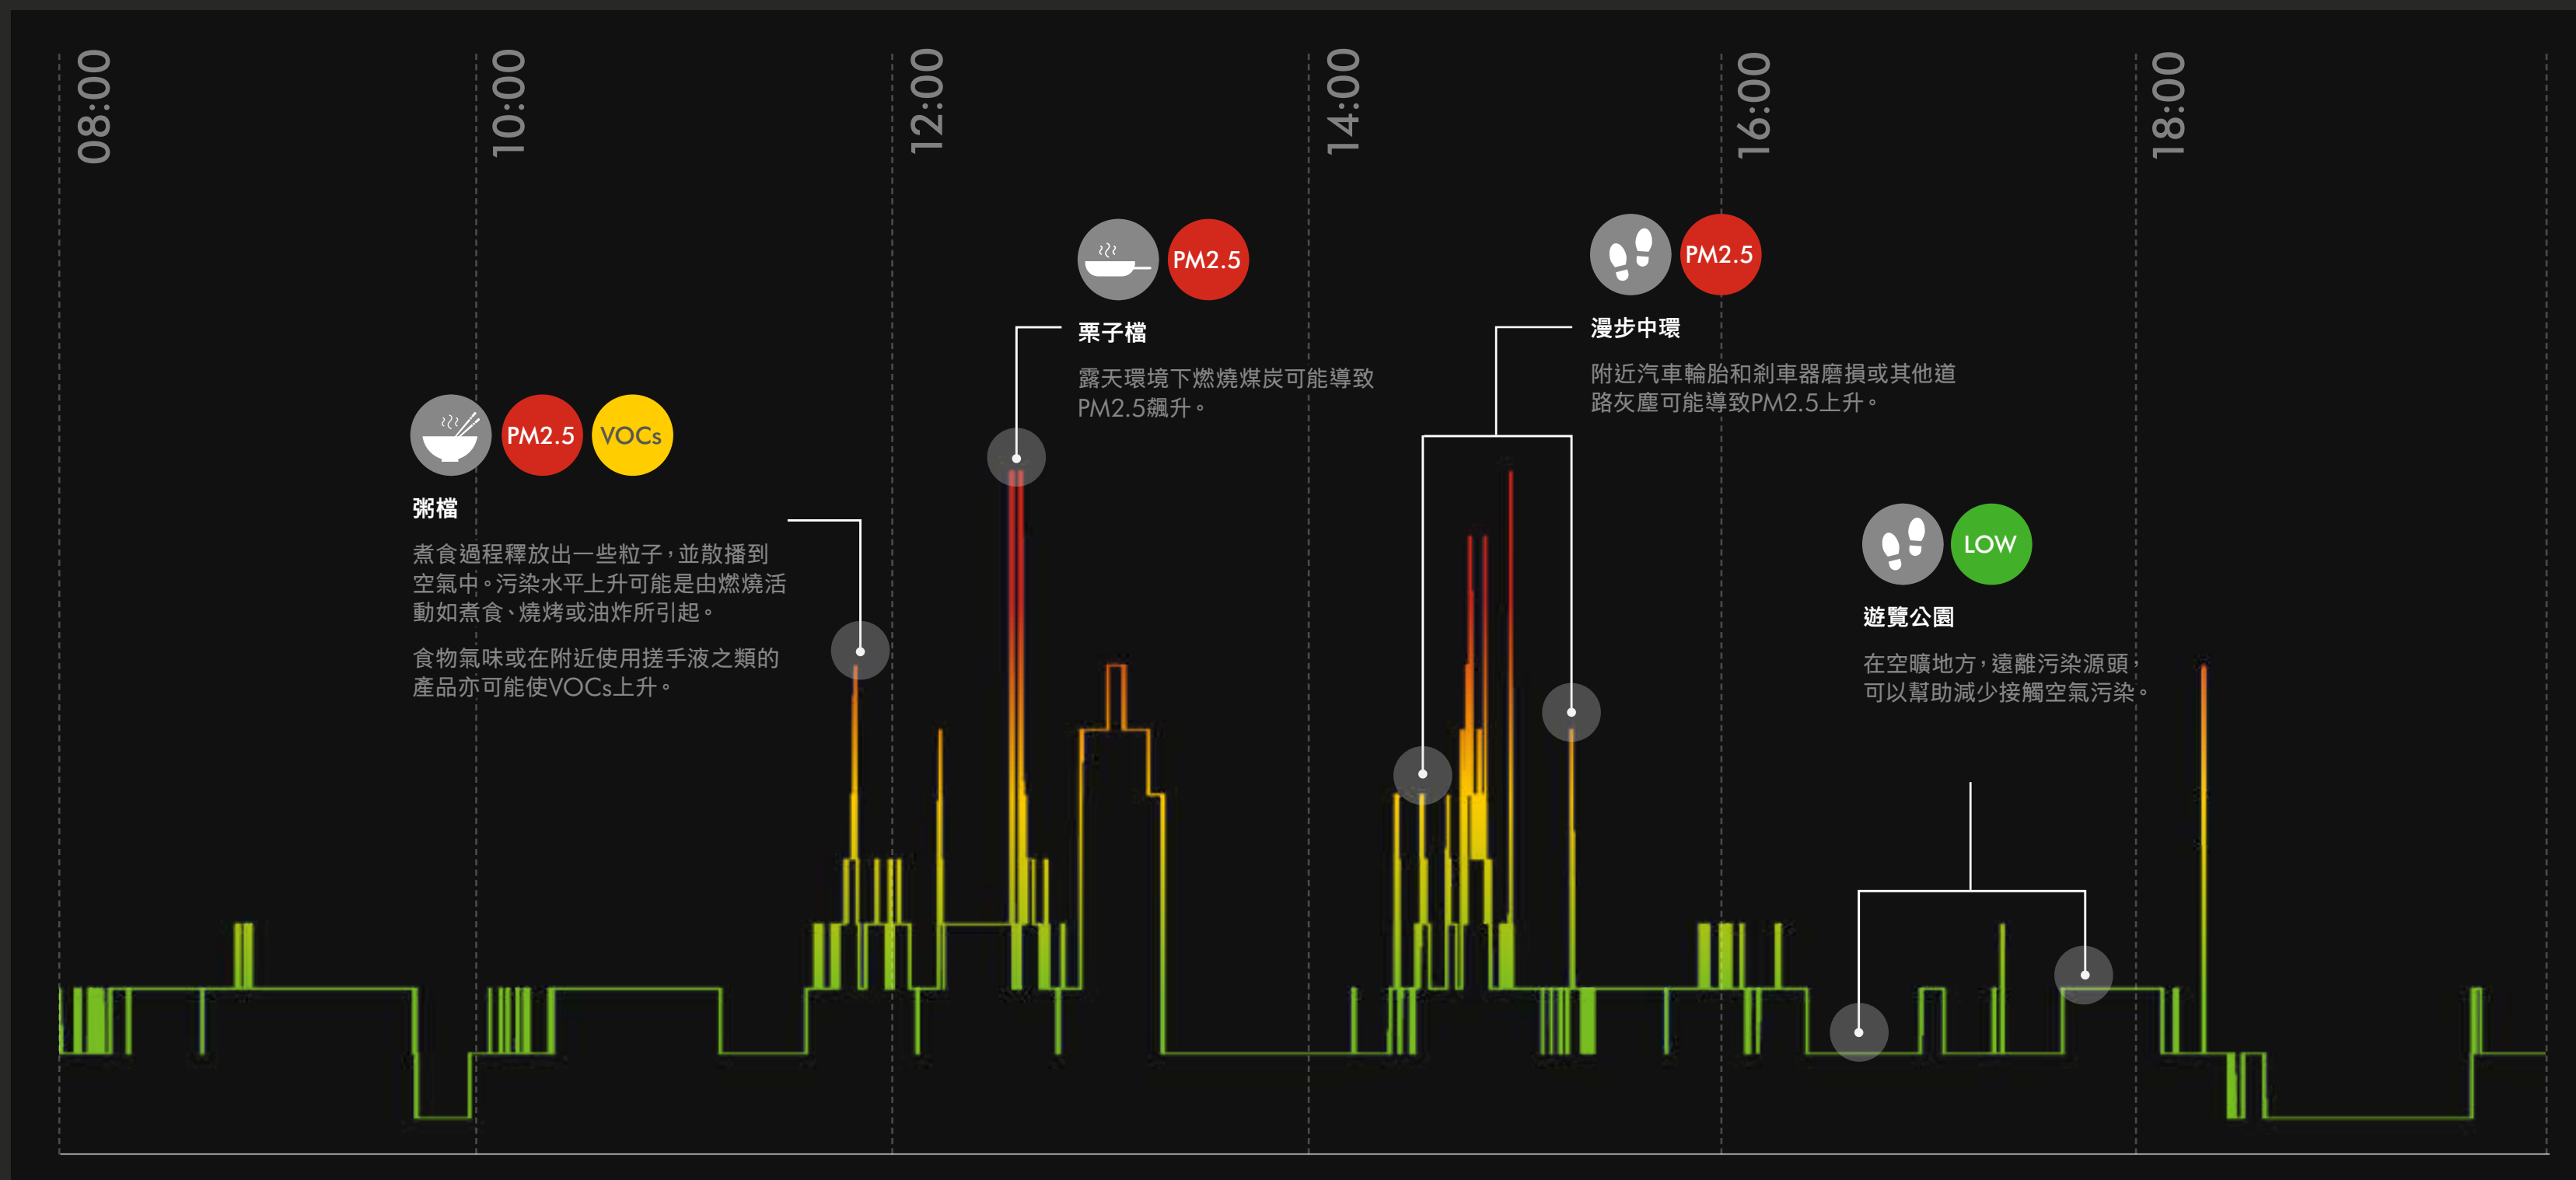 08:00
10:00
12:00
14:00
16:00
18:00
PM2.5
VOCs
粥檔
煮食過程釋放出一些粒子，並散播到
空氣中。污染水平上升可能是由燃燒活
動如煮食、燒烤或油炸所引起。
食物氣味或在附近使用搓手液之類的
產品亦可能使VOCs上升。
PM2.5
栗子檔
露天環境下燃燒煤炭可能導致
PM2.5飆升。
PM2.5
漫步中環
附近汽車輪胎和剎車器磨損或其他道
路灰塵可能導致PM2.5上升。
LOW
遊覽公園
在空曠地方，遠離污染源頭，
可以幫助減少接觸空氣污染。